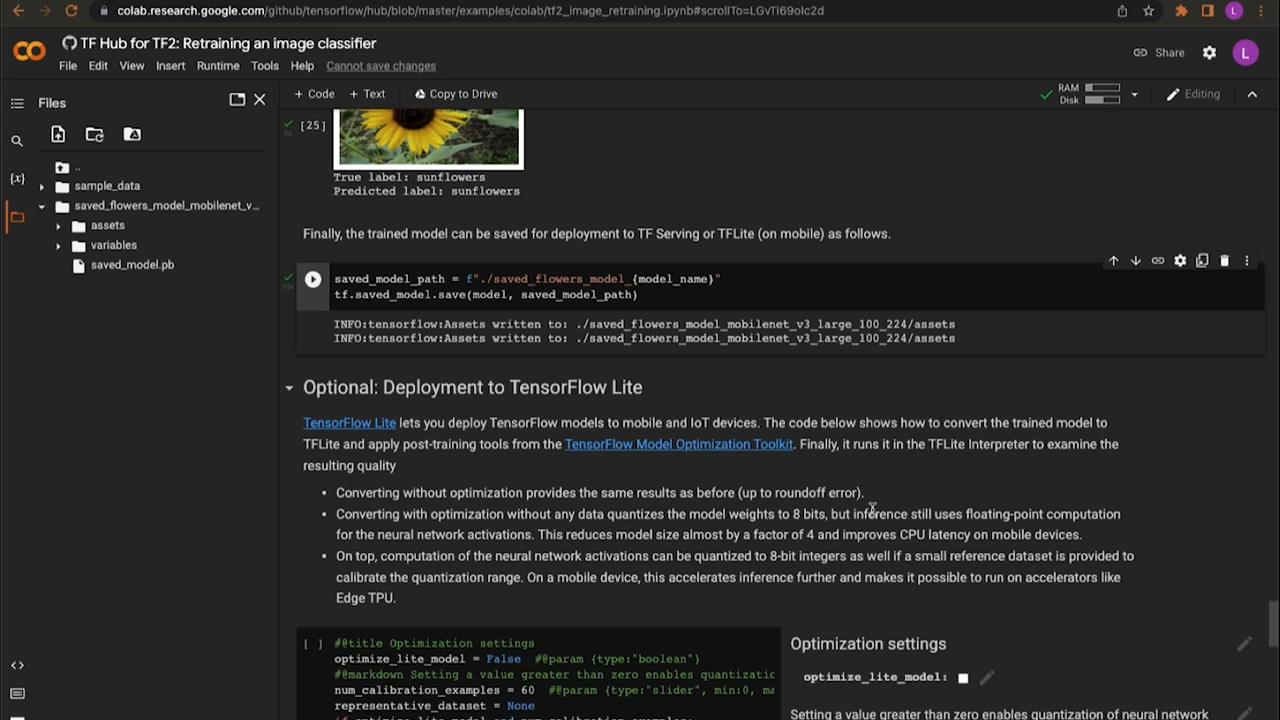 colab.research.google.com/github/tensorflow/hub/blob/master/examples/colab/tf2_image_retraining.ipynb#scrollTo=LGvTi69oIc2d
L
TF Hub for TF2: Retraining an image classifier
File Edit View Insert Runtime Tools Help Cannot save changes
Share
L
Files
+ Code + Text Copy to Drive
RAM
Disk
Editing
..
sample_data
saved_flowers_model_mobilenet_v...
assets
variables
saved_model.pb
{x}
[25]
True label: sunflowers
Predicted label: sunflowers
Finally, the trained model can be saved for deployment to TF Serving or TFLite (on mobile) as follows.
saved_model_path = f"./saved_flowers_model_{model_name}"
tf.saved_model.save(model, saved_model_path)
INFO:tensorflow:Assets written to: ./saved_flowers_model_mobilenet_v3_large_100_224/assets
INFO:tensorflow:Assets written to: ./saved_flowers_model_mobilenet_v3_large_100_224/assets
Optional: Deployment to TensorFlow Lite
TensorFlow Lite lets you deploy TensorFlow models to mobile and IoT devices. The code below shows how to convert the trained model to
TFLite and apply post-training tools from the TensorFlow Model Optimization Toolkit. Finally, it runs it in the TFLite Interpreter to examine the
resulting quality
• Converting without optimization provides the same results as before (up to roundoff error).
• Converting with optimization without any data quantizes the model weights to 8 bits, but inference still uses floating-point computation
for the neural network activations. This reduces model size almost by a factor of 4 and improves CPU latency on mobile devices.
• On top, computation of the neural network activations can be quantized to 8-bit integers as well if a small reference dataset is provided to
calibrate the quantization range. On a mobile device, this accelerates inference further and makes it possible to run on accelerators like
Edge TPU.
[ ] #@title Optimization settings
optimize_lite_model = False #@param {type:"boolean"}
#@markdown Setting a value greater than zero enables quantizatio
num_calibration_examples = 60 #@param {type:"slider", min:0, ma
representative_dataset = None
if optimize_lite_model and num_calibration_examples:
Optimization settings
optimize_lite_model:
Setting a value greater than zero enables quantization of neural network